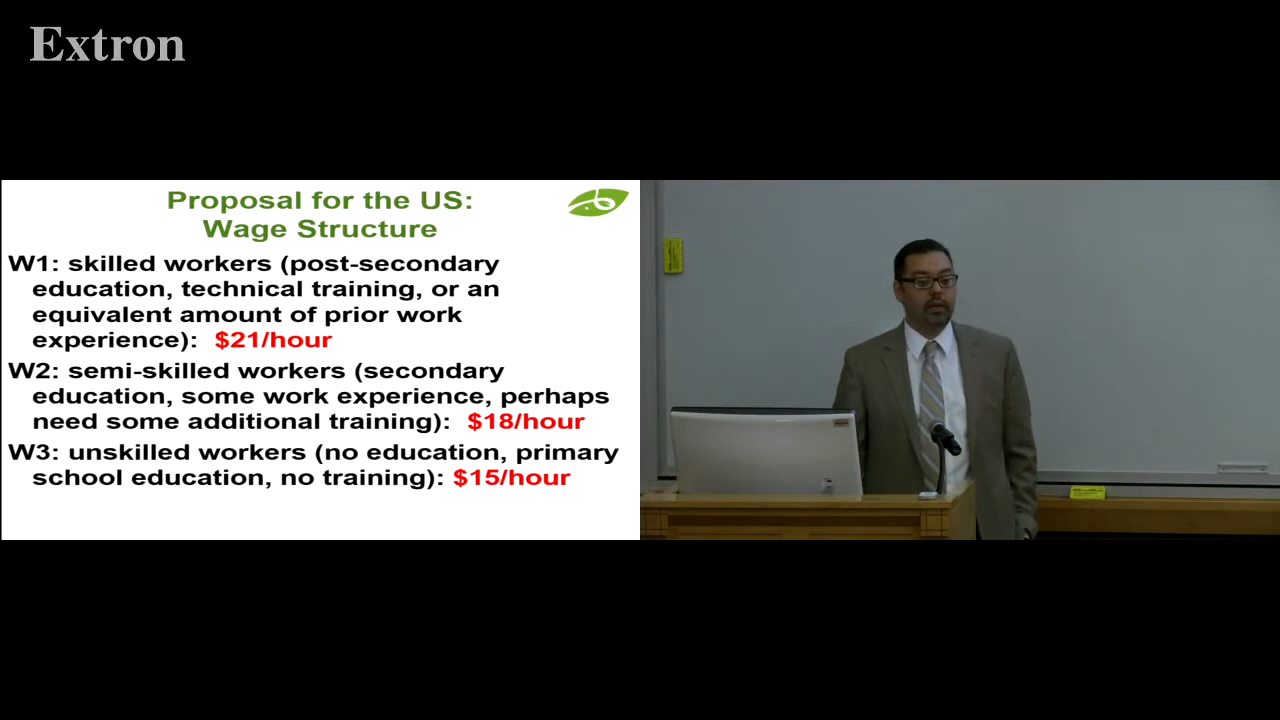 Extron
Proposal for the US:
Wage Structure
W1: skilled workers (post-secondary
education, technical training, or an
equivalent amount of prior work
experience): $21/hour
W2: semi-skilled workers (secondary
education, some work experience, perhaps
need some additional training): $18/hour
W3: unskilled workers (no education, primary
school education, no training): $15/hour